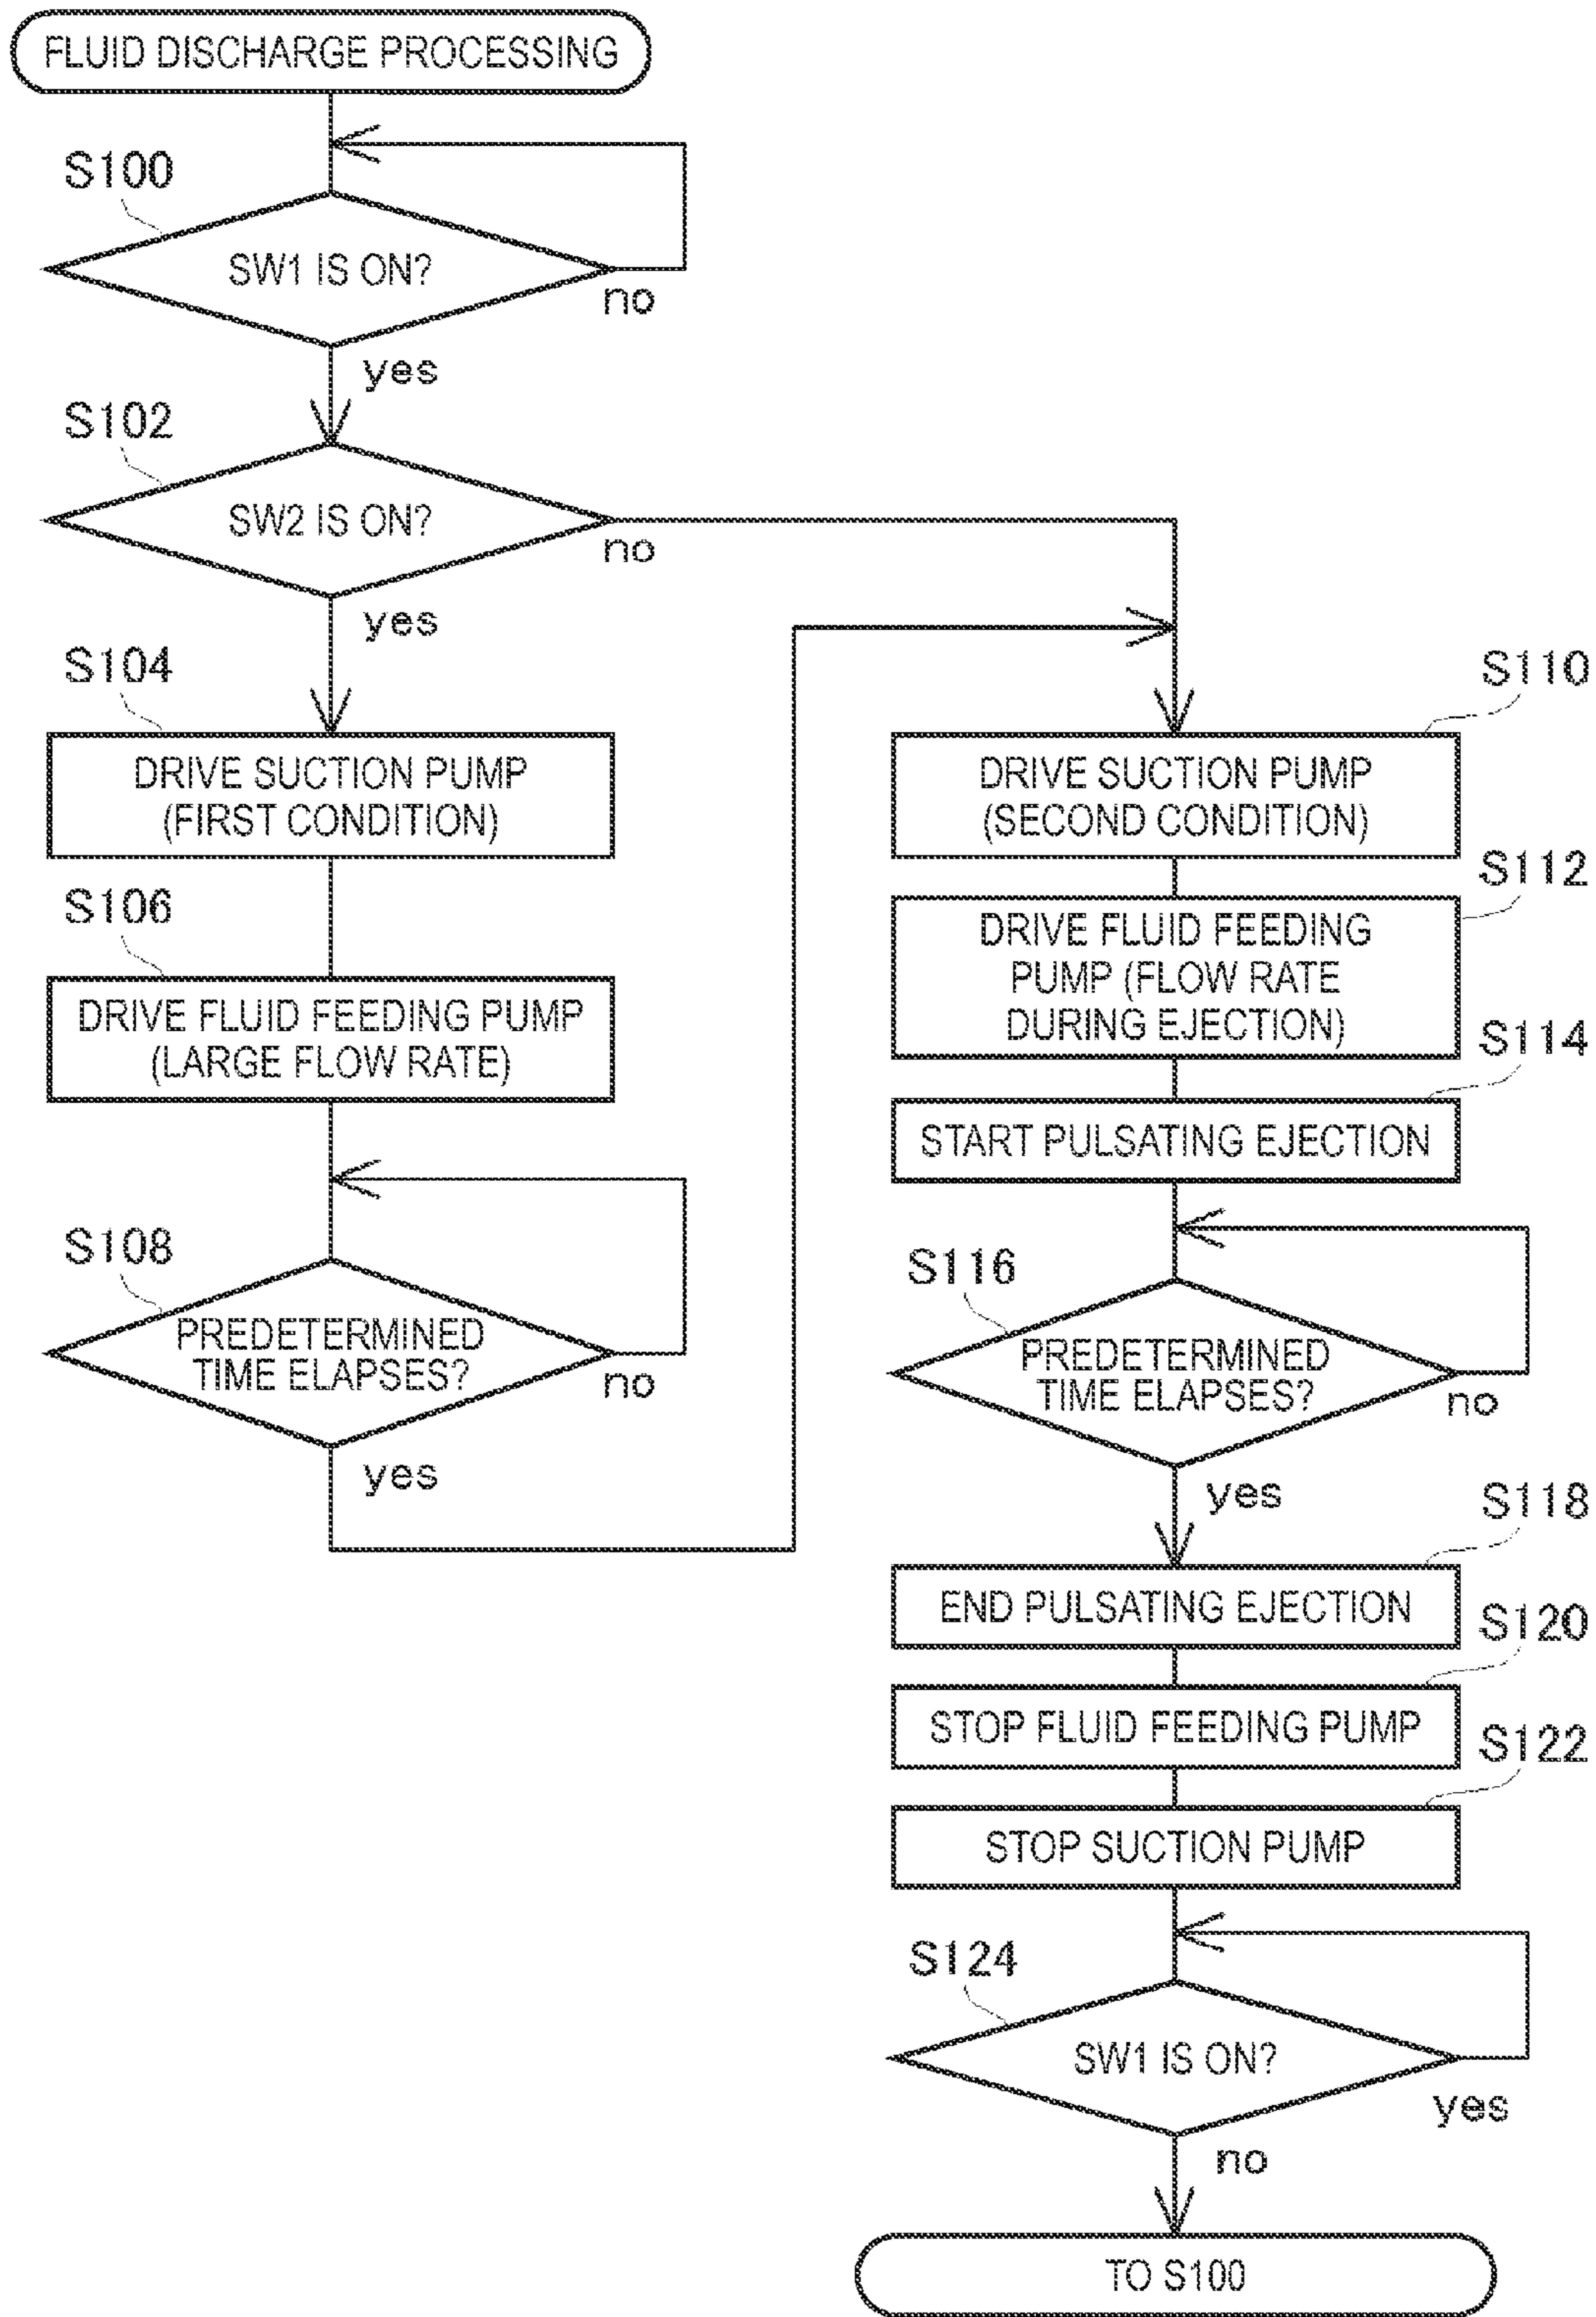 FLUID DISCHARGE PROCESSING
S100
SW1 IS ON?
no
yes
S102
SW2 IS ON?
no
yes
S104
DRIVE SUCTION PUMP
(FIRST CONDITION)
S106
DRIVE FLUID FEEDING PUMP
(LARGE FLOW RATE)
S108
PREDETERMINED
TIME ELAPSES?
no
yes
S110
DRIVE SUCTION PUMP
(SECOND CONDITION)
S112
DRIVE FLUID FEEDING
PUMP (FLOW RATE
DURING EJECTION)
S114
START PULSATING EJECTION
S116
PREDETERMINED
TIME ELAPSES?
no
yes
S118
END PULSATING EJECTION
S120
STOP FLUID FEEDING PUMP
S122
STOP SUCTION PUMP
S124
SW1 IS ON?
yes
no
TO S100